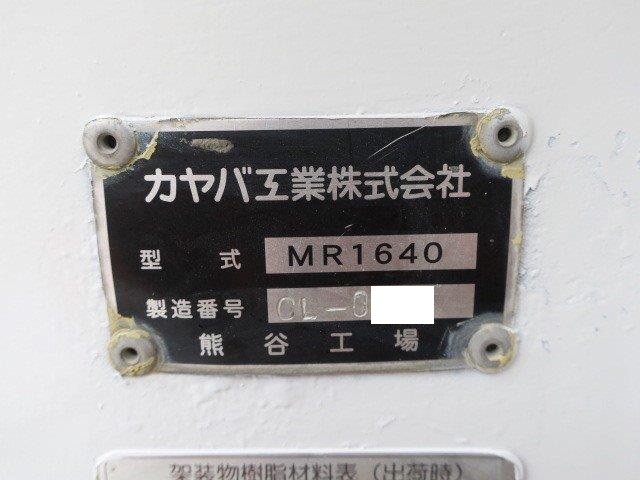 カヤバ工業株式会社
型式 MR1640
製造番号 CL-0
熊谷工場
架装物樹脂材料表（出荷時）